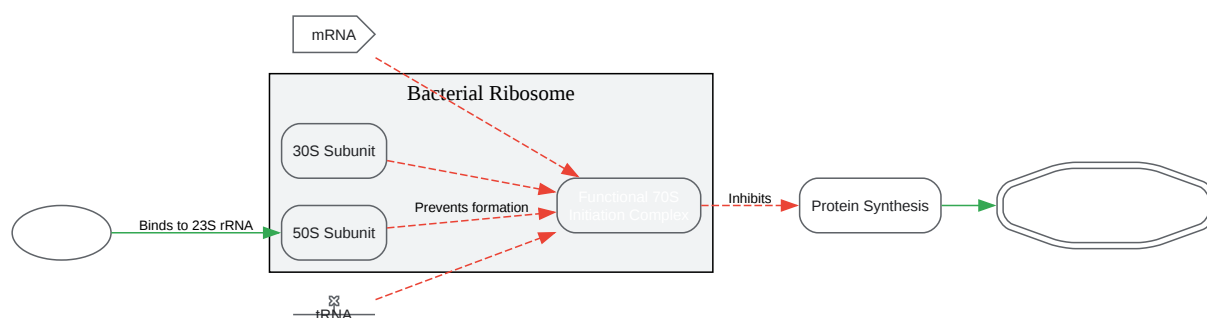 mRNA
Bacterial Ribosome
30S Subunit
Functional 70S
Initiation Complex
Inhibits
Protein Synthesis
Prevents formation
Binds to 23S rRNA
50S Subunit
tRNA